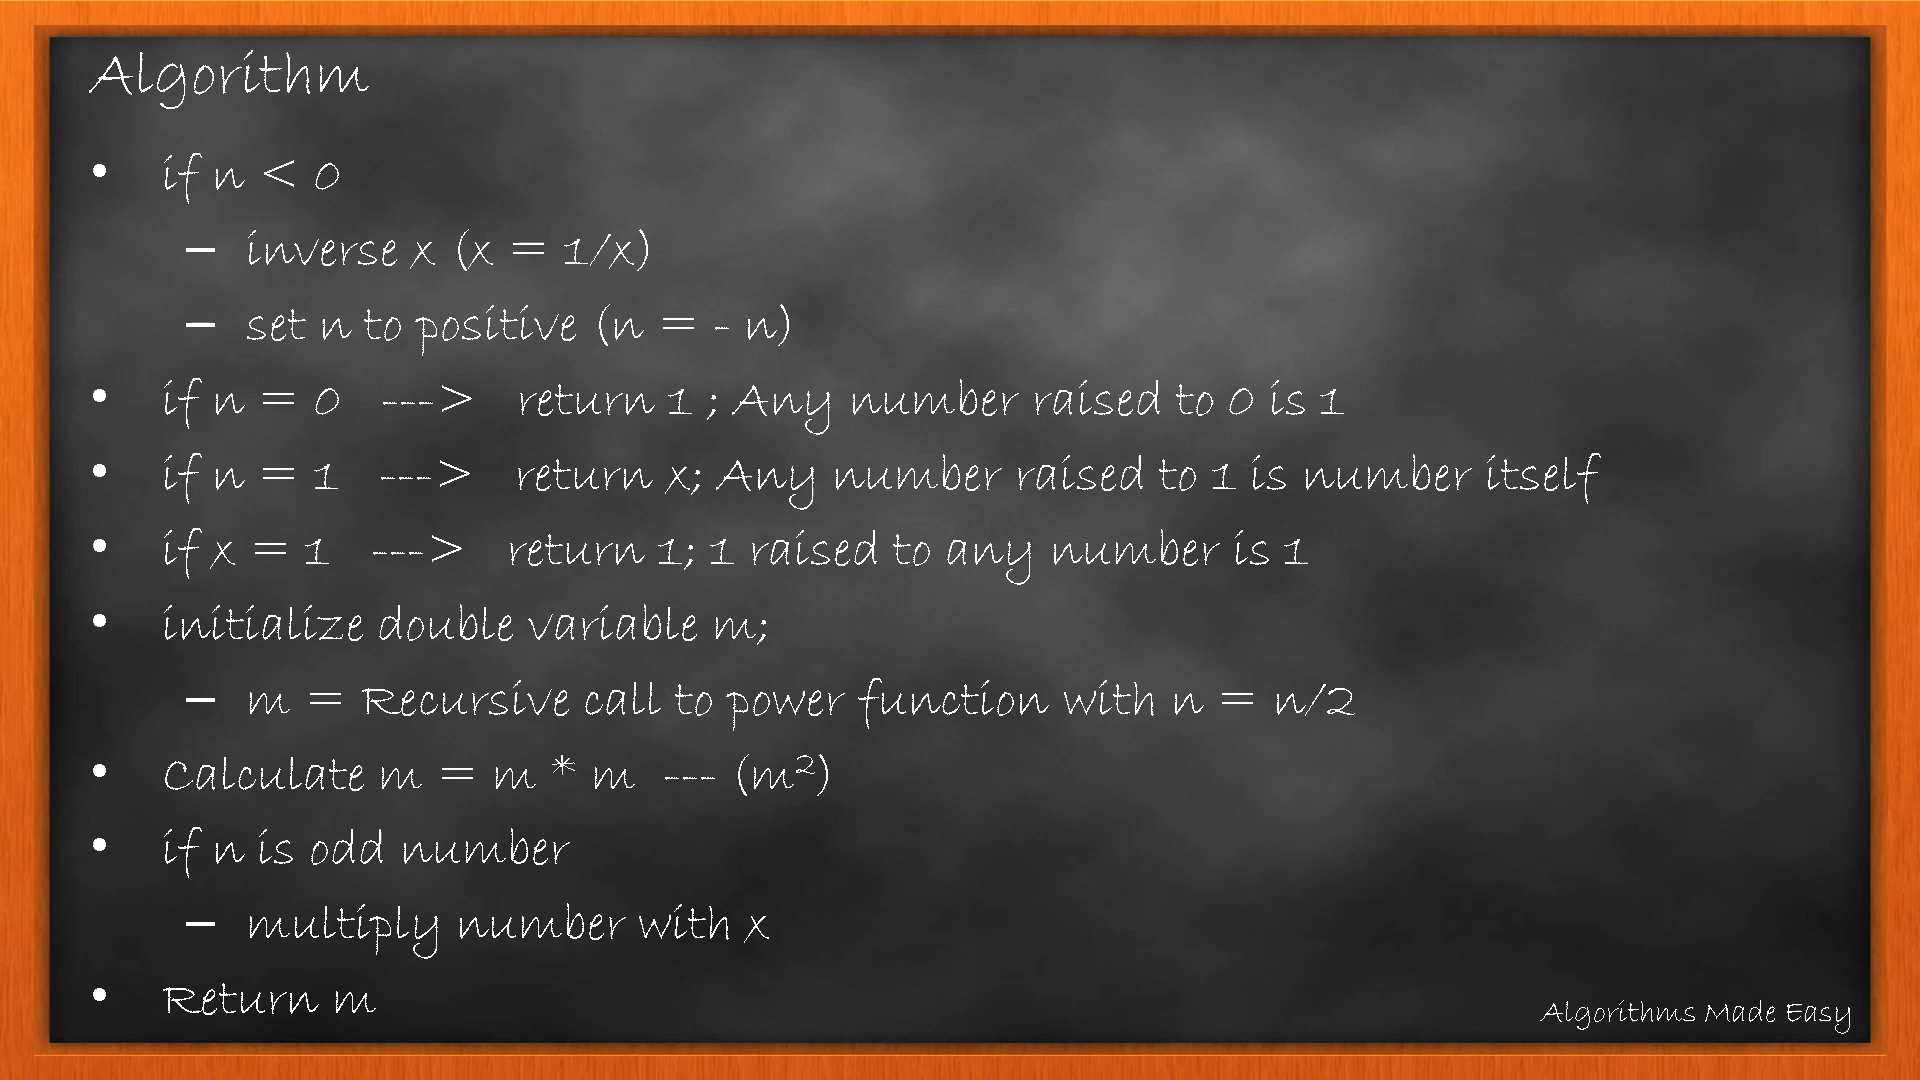 Algorithm
• if n < 0
– inverse x (x = 1/x)
– set n to positive (n = - n)
• if n = 0 ---> return 1 ; Any number raised to 0 is 1
• if n = 1 ---> return x; Any number raised to 1 is number itself
• if x = 1 ---> return 1; 1 raised to any number is 1
• initialize double variable m;
– m = Recursive call to power function with n = n/2
• Calculate m = m * m --- (m²)
• if n is odd number
– multiply number with x
• Return m
Algorithms Made Easy